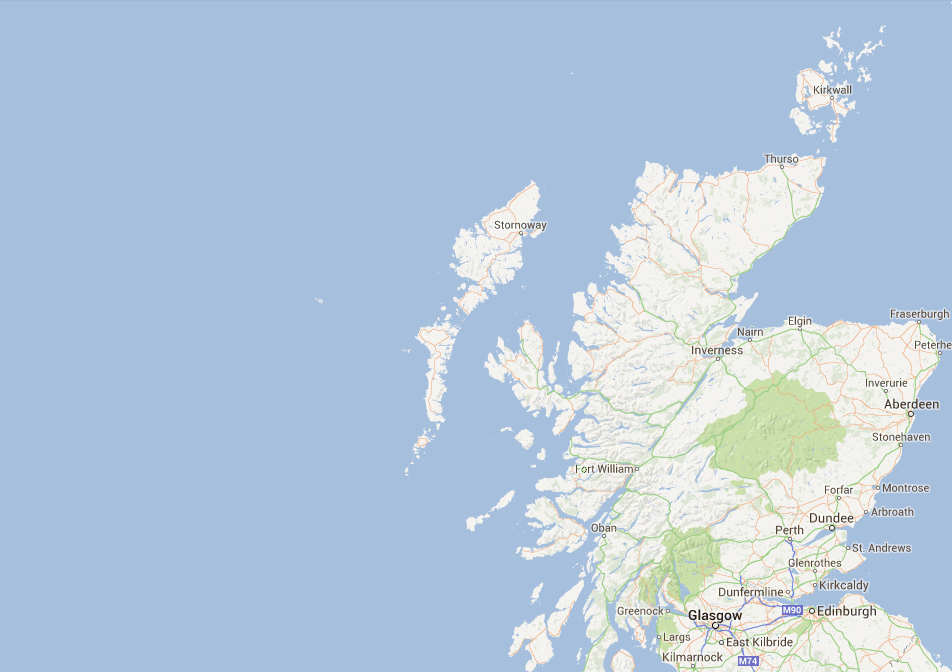 Kirkwall
Thurso
Stornoway
Fraserburgh
Elgin
Nairn
Peterhe
Inverness
Inverurie
Aberdeen
Stonehaven
Fort William
Montrose
Forfar
Arbroath
Dundee
Oban
Perth
St. Andrews
Glenrothes
Kirkcaldy
Dunfermline
Greenock
M90
Edinburgh
Glasgow
Largs
East Kilbride
Kilmarnock
M74